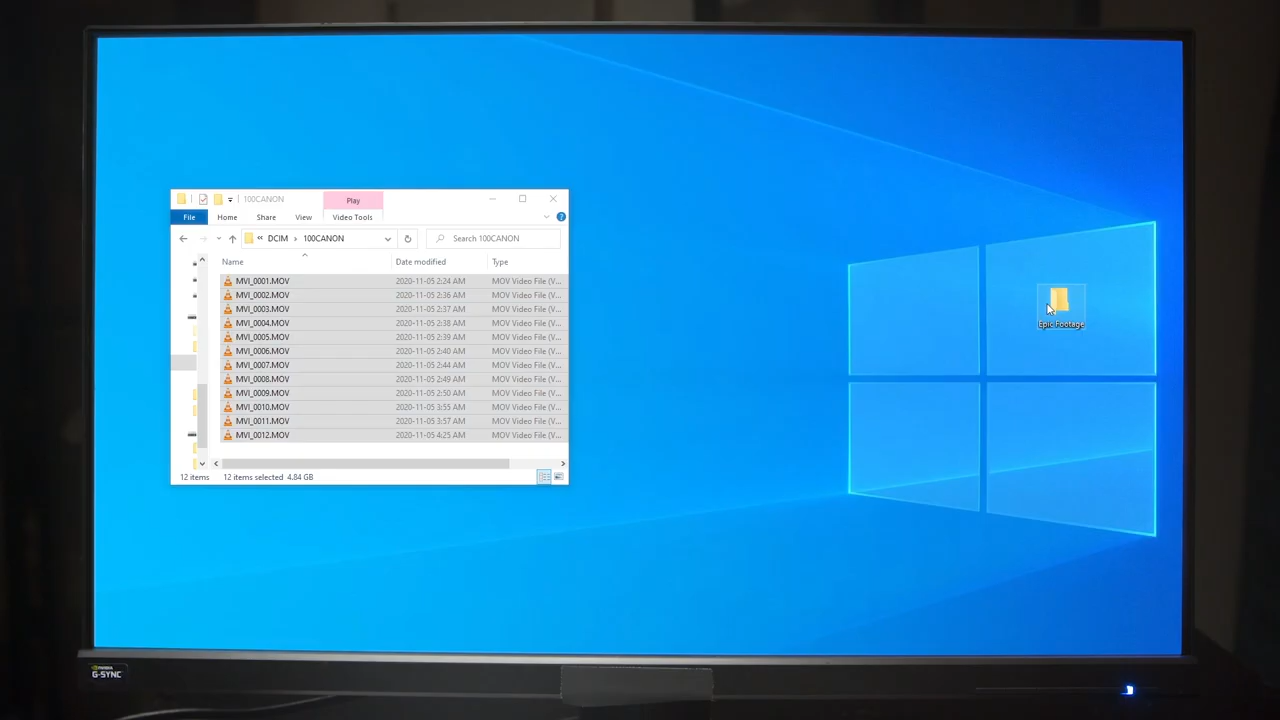 100CANON
Play
File Home Share View Video Tools
« DCIM › 100CANON
Search 100CANON
Name Date modified Type
MVI_0001.MOV 2020-11-05 2:24 AM MOV Video File (V...
MVI_0002.MOV 2020-11-05 2:36 AM MOV Video File (V...
MVI_0003.MOV 2020-11-05 2:37 AM MOV Video File (V...
MVI_0004.MOV 2020-11-05 2:38 AM MOV Video File (V...
MVI_0005.MOV 2020-11-05 2:39 AM MOV Video File (V...
MVI_0006.MOV 2020-11-05 2:40 AM MOV Video File (V...
MVI_0007.MOV 2020-11-05 2:44 AM MOV Video File (V...
MVI_0008.MOV 2020-11-05 2:49 AM MOV Video File (V...
MVI_0009.MOV 2020-11-05 2:50 AM MOV Video File (V...
MVI_0010.MOV 2020-11-05 3:55 AM MOV Video File (V...
MVI_0011.MOV 2020-11-05 3:57 AM MOV Video File (V...
MVI_0012.MOV 2020-11-05 4:25 AM MOV Video File (V...
12 items 12 items selected 4.84 GB
Epic Footage
NVIDIA
G-SYNC